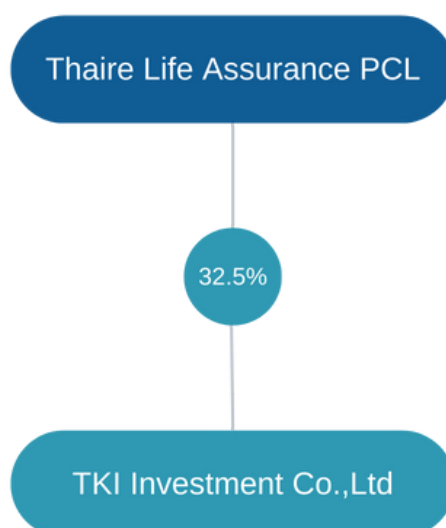 Thaire Life Assurance PCL
32.5%
TKI Investment Co.,Ltd